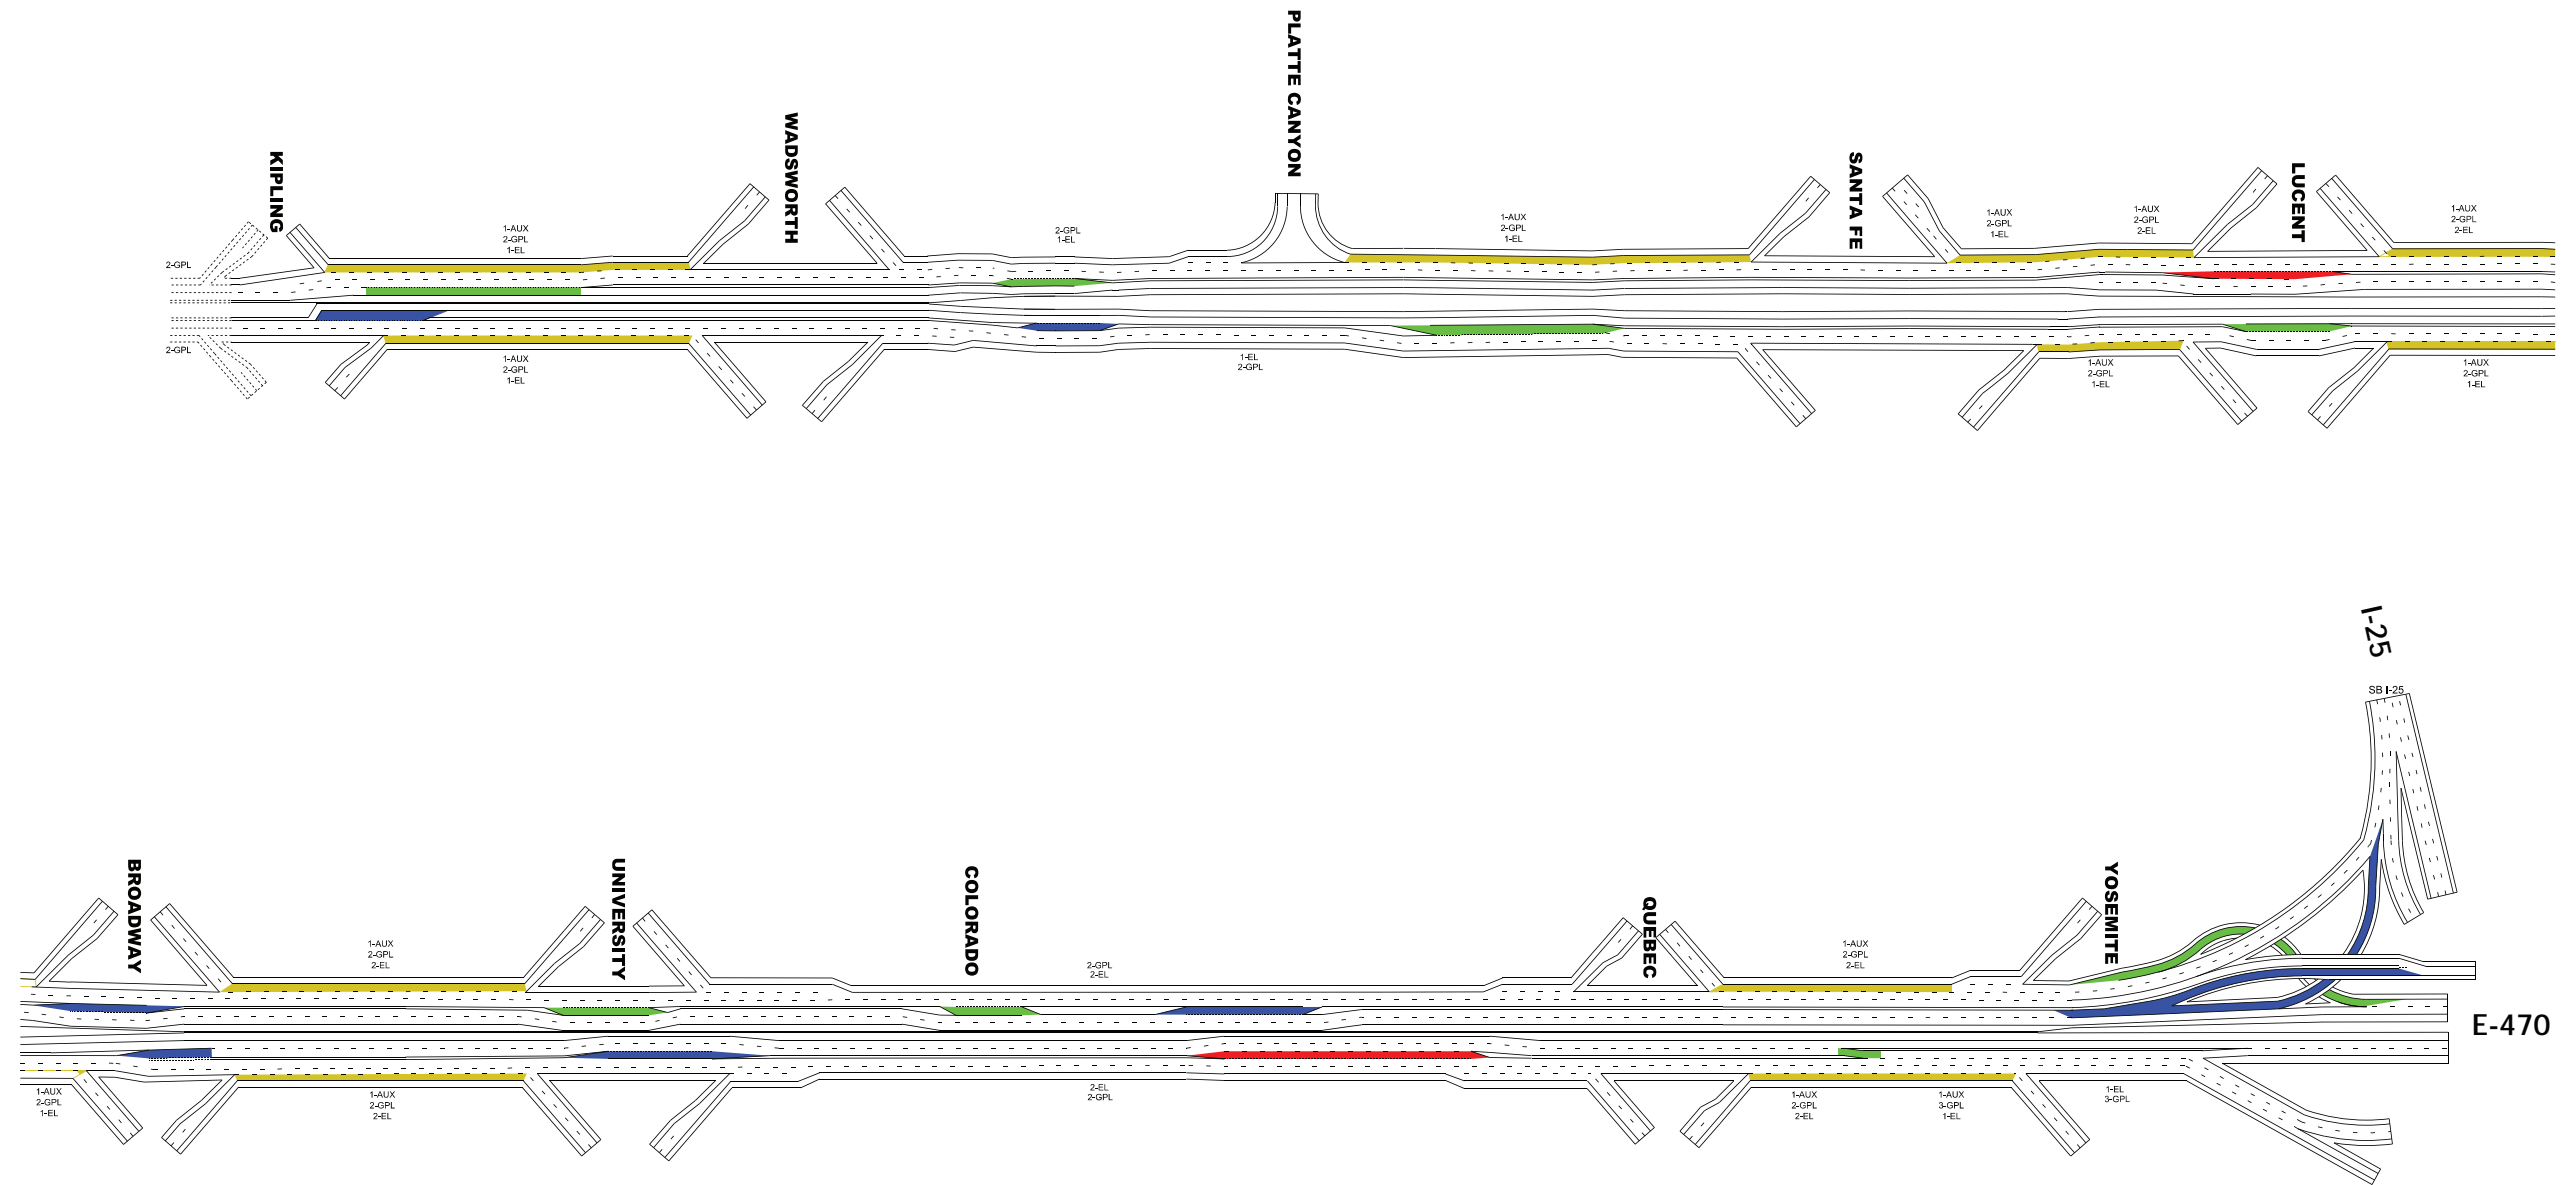 KIPLING
WADSWORTH
PLATTE CANYON
SANTA FE
LUCENT
2-GPL
1-AUX
2-GPL
1-EL
2-GPL
1-EL
1-AUX
2-GPL
1-EL
1-AUX
2-GPL
1-EL
1-AUX
2-GPL
2-EL
1-AUX
2-GPL
2-EL
2-GPL
1-AUX
2-GPL
1-EL
1-EL
2-GPL
1-AUX
2-GPL
1-EL
1-AUX
2-GPL
1-EL
I-25
SB I-25
BROADWAY
UNIVERSITY
COLORADO
QUEBEC
YOSEMITE
1-AUX
2-GPL
2-EL
2-GPL
2-EL
1-AUX
2-GPL
2-EL
E-470
1-AUX
2-GPL
1-EL
1-AUX
2-GPL
2-EL
2-EL
2-GPL
1-AUX
2-GPL
2-EL
1-AUX
3-GPL
1-EL
1-EL
3-GPL